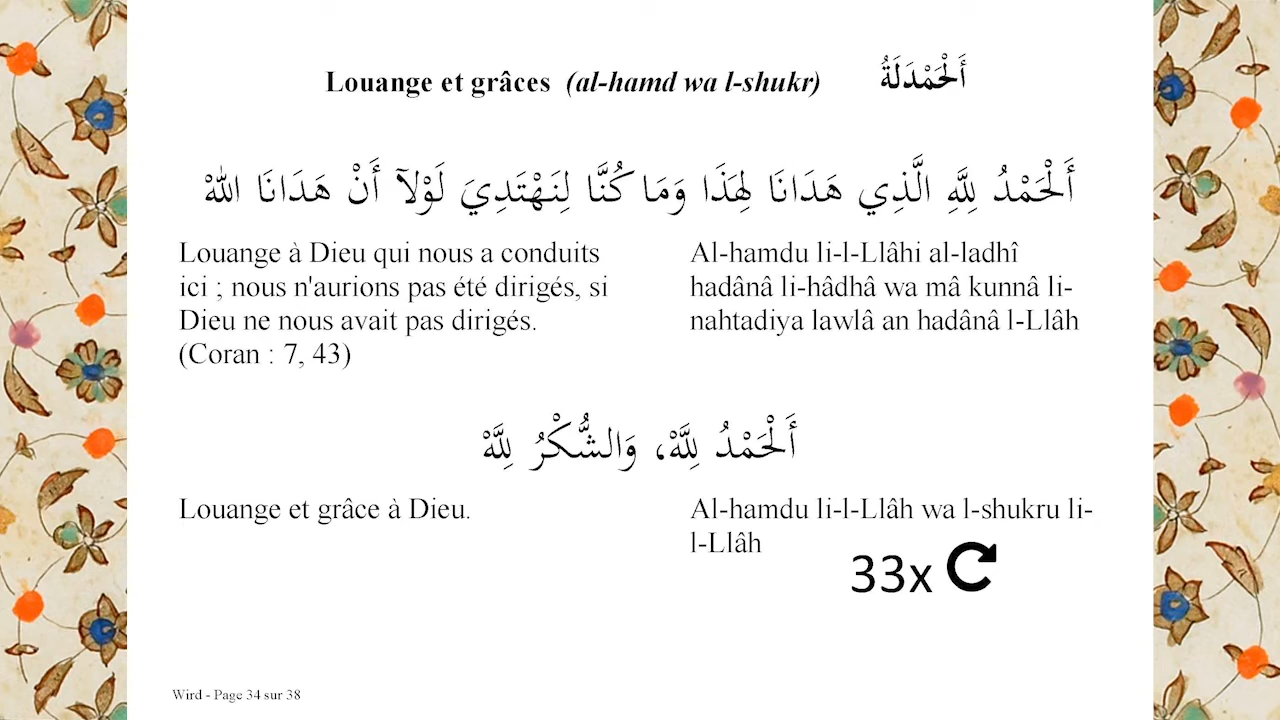 Louange et grâces (al-hamd wa l-shukr) أَلْحَمْدَلَةُ
أَلْحَمْدُ لِلَّهِ الَّذِي هَدَانَا لِهَذَا وَمَا كُنَّا لِنَهْتَدِيَ لَوْلَآ أَنْ هَدَانَا اللهْ
Louange à Dieu qui nous a conduits
ici ; nous n'aurions pas été dirigés, si
Dieu ne nous avait pas dirigés.
(Coran : 7, 43)
Al-hamdu li-l-Llâhi al-ladhî
hadânâ li-hâdhâ wa mâ kunnâ li-
nahtadiya lawlâ an hadânâ l-Llâh
أَلْحَمْدُ لِلَّهْ، وَالشُّكْرُ لِلَّهْ
Louange et grâce à Dieu.
Al-hamdu li-l-Llâh wa l-shukru li-
l-Llâh
33x
Wird - Page 34 sur 38